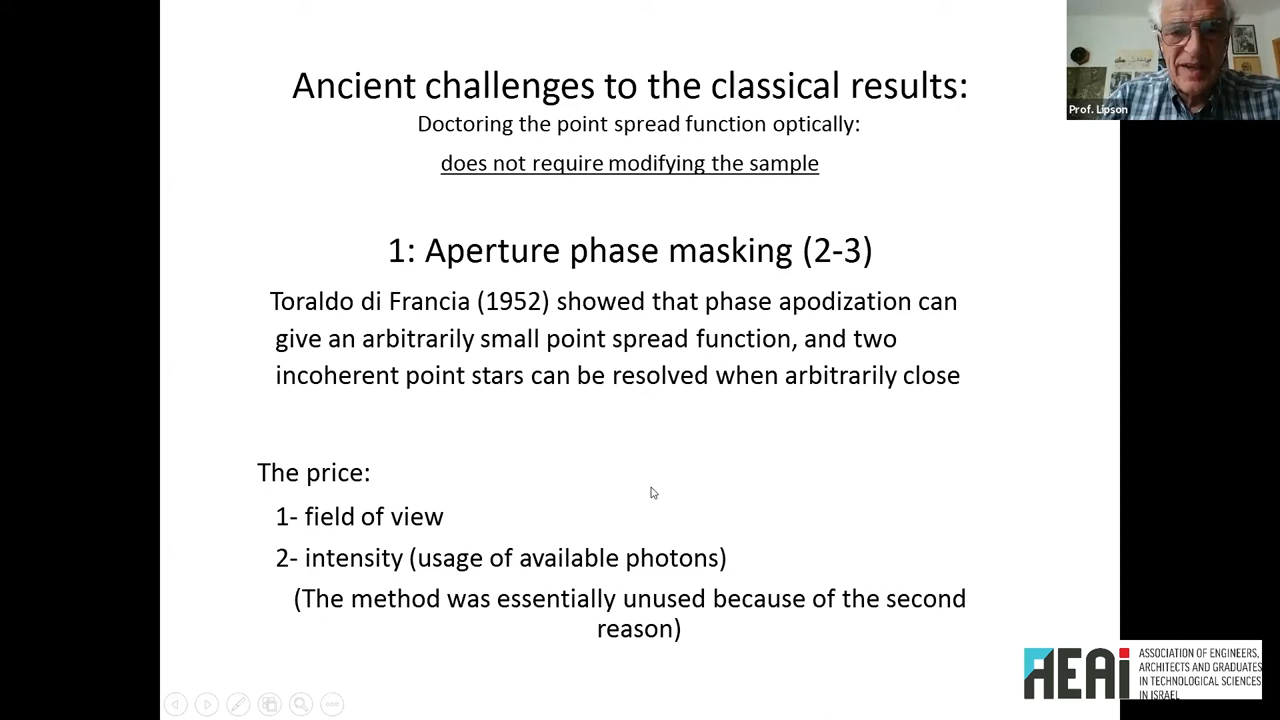 Ancient challenges to the classical results:
Doctoring the point spread function optically:
does not require modifying the sample
Prof. Lipson
1: Aperture phase masking (2-3)
Toraldo di Francia (1952) showed that phase apodization can
give an arbitrarily small point spread function, and two
incoherent point stars can be resolved when arbitrarily close
The price:
1- field of view
2- intensity (usage of available photons)
(The method was essentially unused because of the second
reason)
AEAi
ASSOCIATION OF ENGINEERS,
ARCHITECTS AND GRADUATES
IN TECHNOLOGICAL SCIENCES
IN ISRAEL